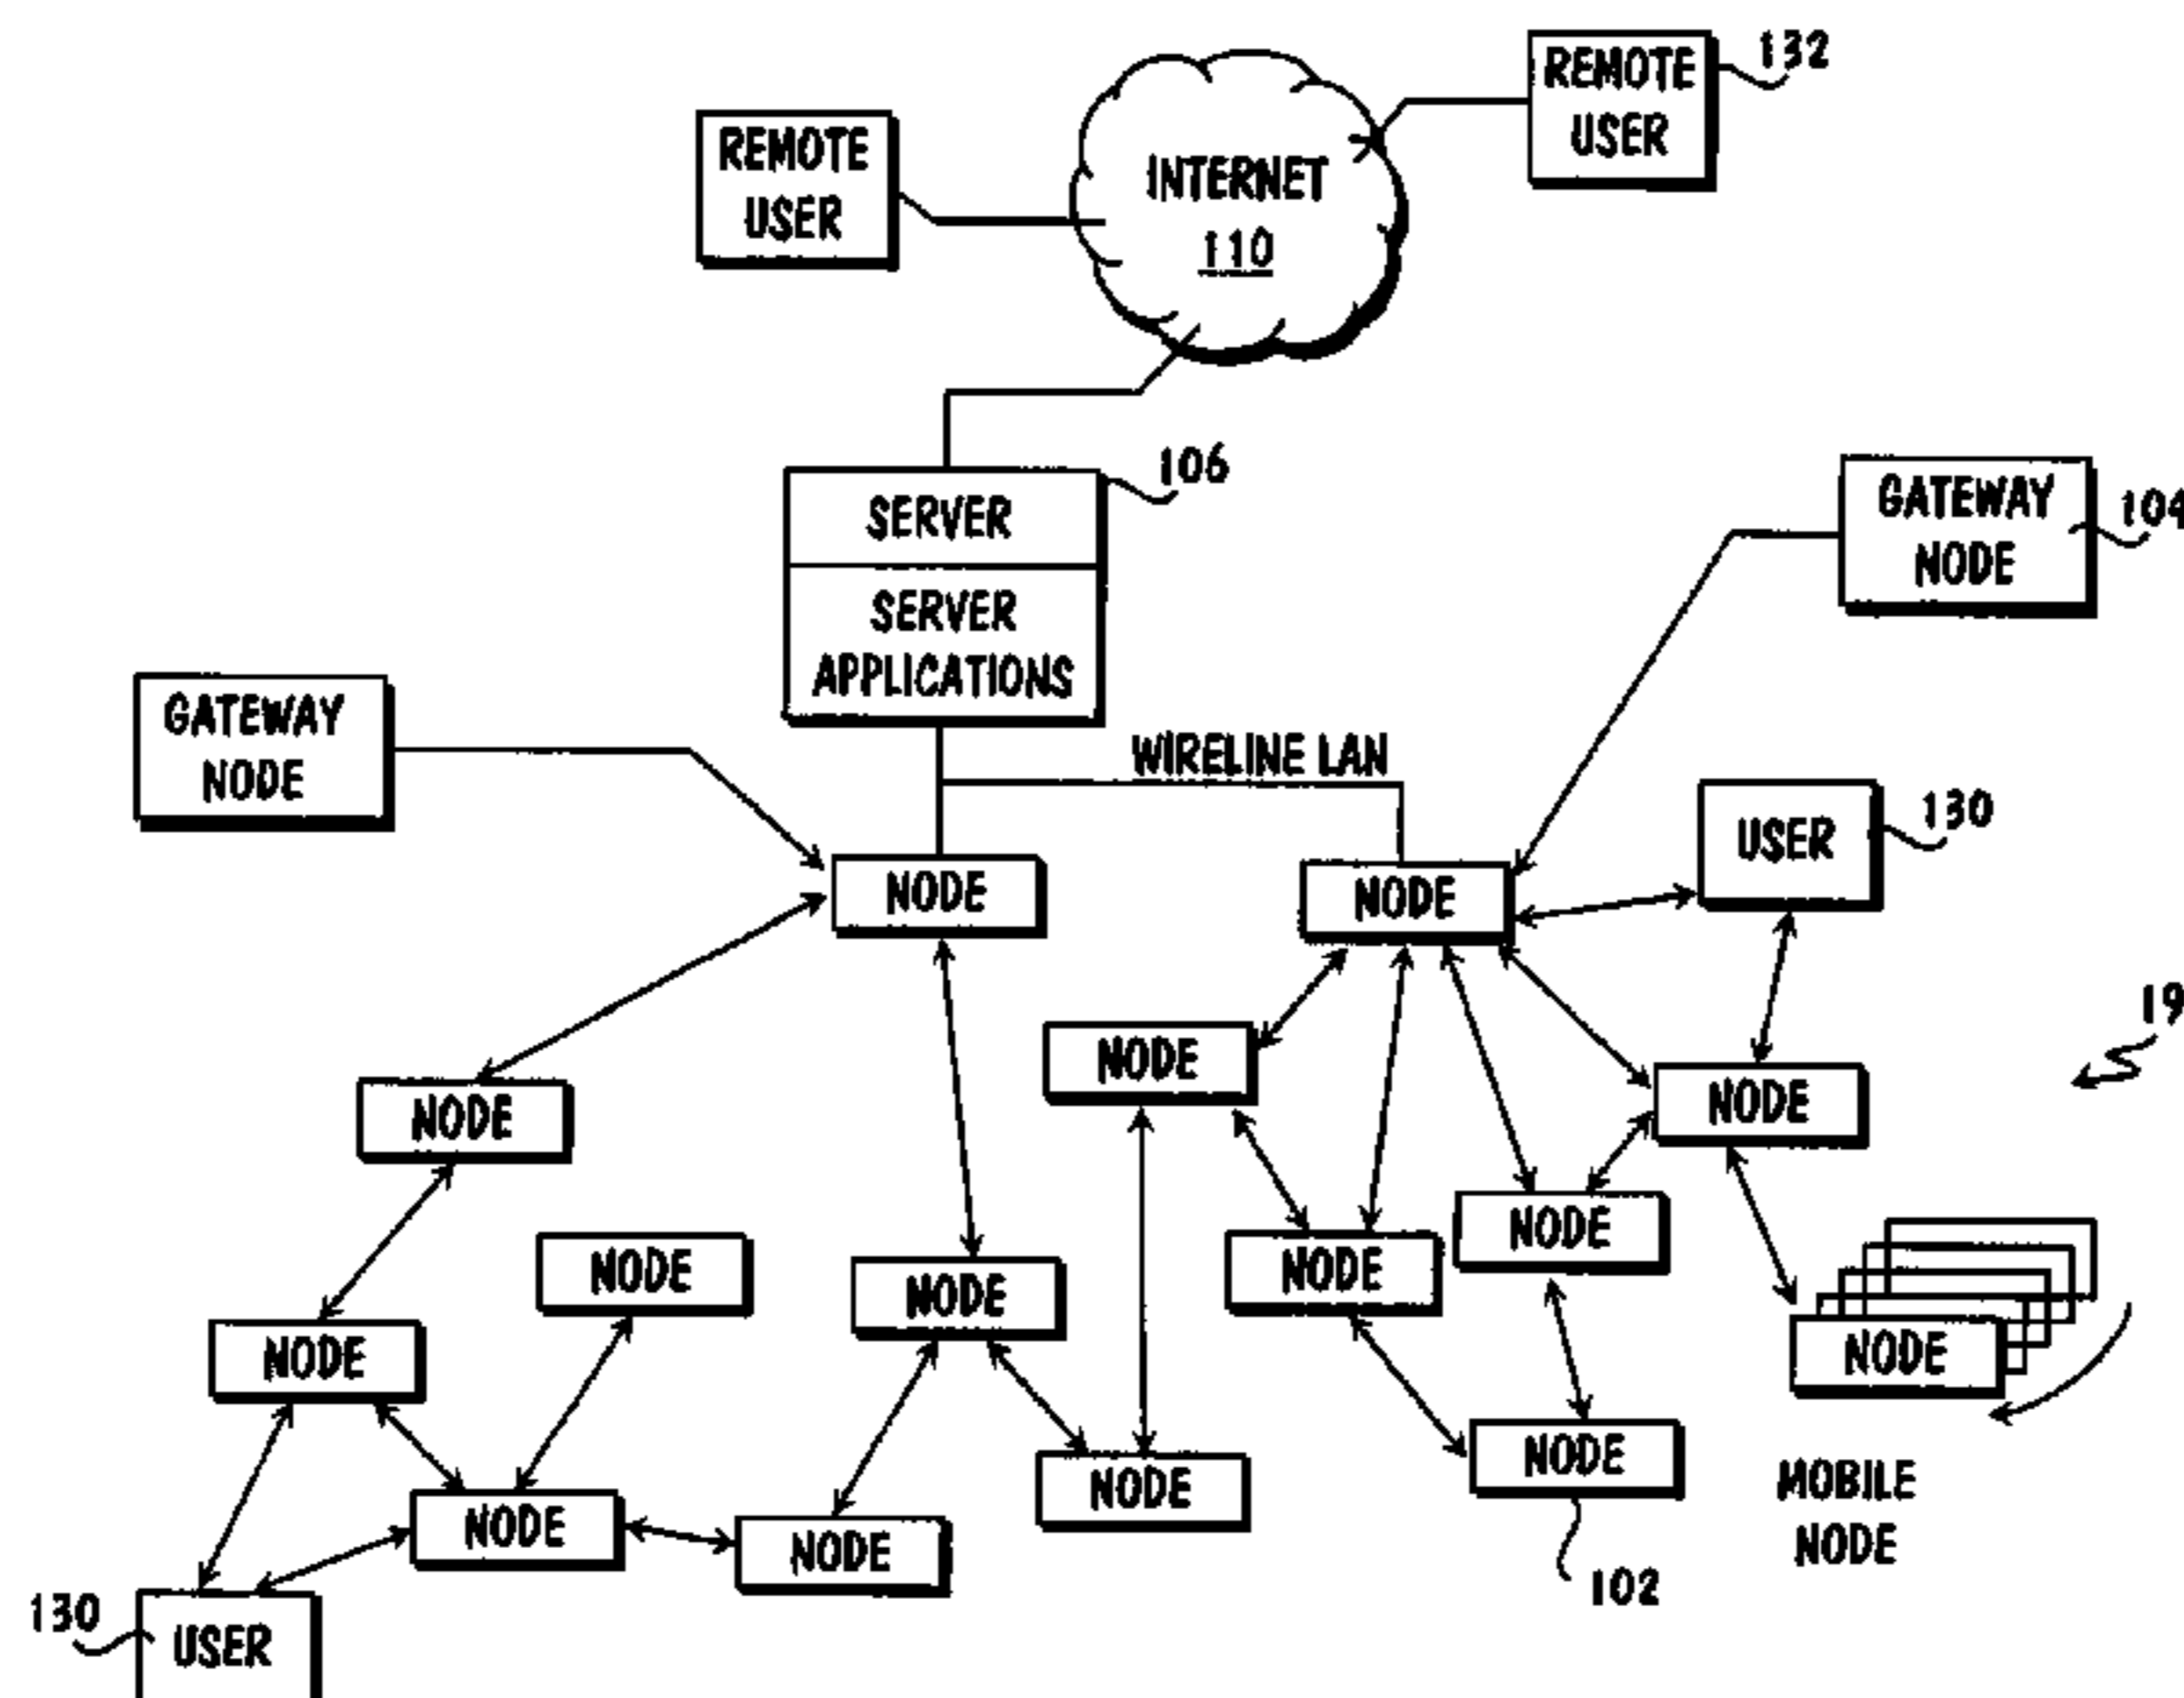 REMOTE
USER
132
REMOTE
USER
INTERNET
110
106
SERVER
SERVER
APPLICATIONS
GATEWAY
NODE
104
GATEWAY
NODE
WIRELINE LAN
USER
130
NODE
NODE
19
NODE
NODE
NODE
NODE
NODE
NODE
NODE
NODE
NODE
NODE
NODE
NODE
NODE
MOBILE
NODE
102
130
USER